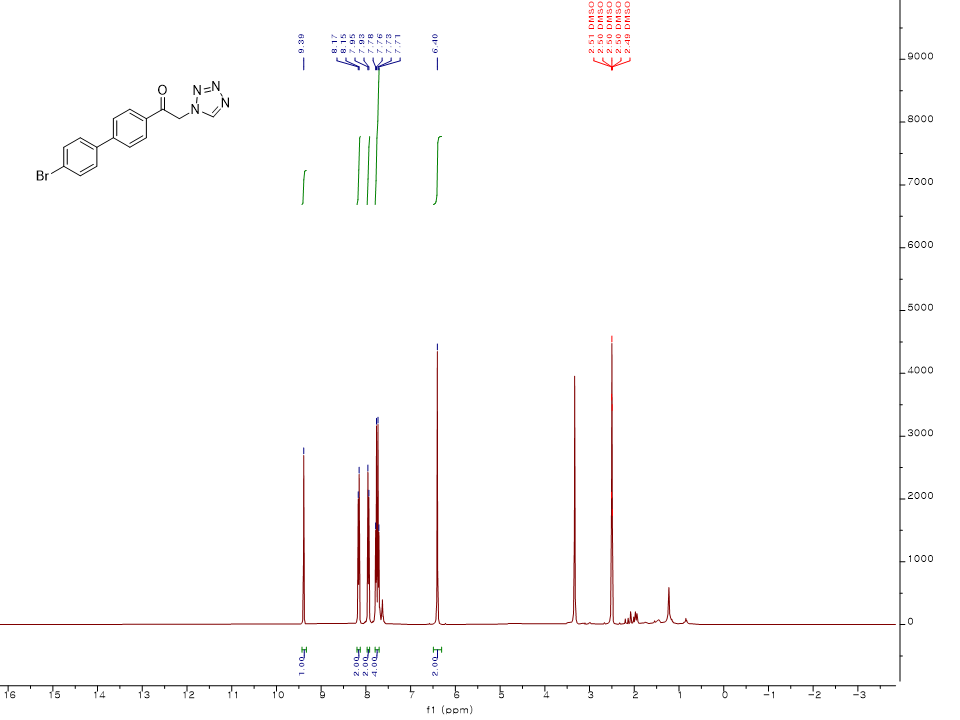 9.39
8.17
8.15
7.95
7.93
7.78
7.76
7.73
7.71
6.40
2.51 DMSO
2.50 DMSO
2.50 DMSO
2.50 DMSO
2.49 DMSO
O
N
N
N
N
Br
9000
8000
7000
6000
5000
4000
3000
2000
1000
0
1.00
2.00
2.00
4.00
2.00
16 15 14 13 12 11 10 9 8 7 6 5 4 3 2 1 0 -1 -2 -3
f1 (ppm)